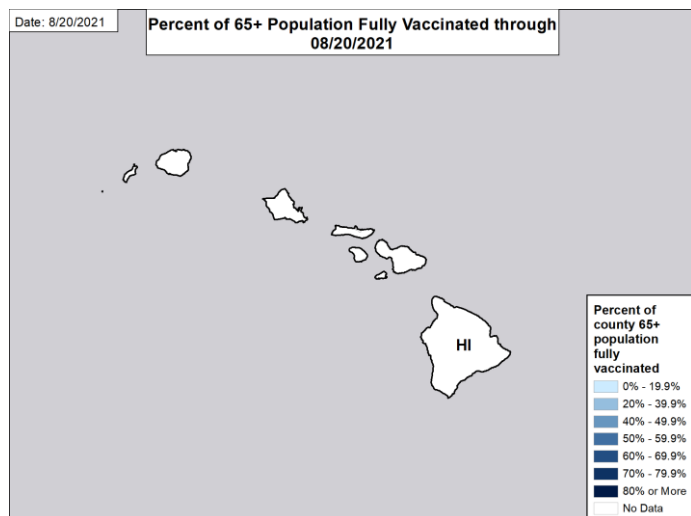 Date: 8/20/2021
Percent of 65+ Population Fully Vaccinated through
08/20/2021
HI
Percent of
county 65+
population
fully
vaccinated
0% - 19.9%
20% - 39.9%
40% - 49.9%
50% - 59.9%
60% - 69.9%
70% - 79.9%
80% or More
No Data